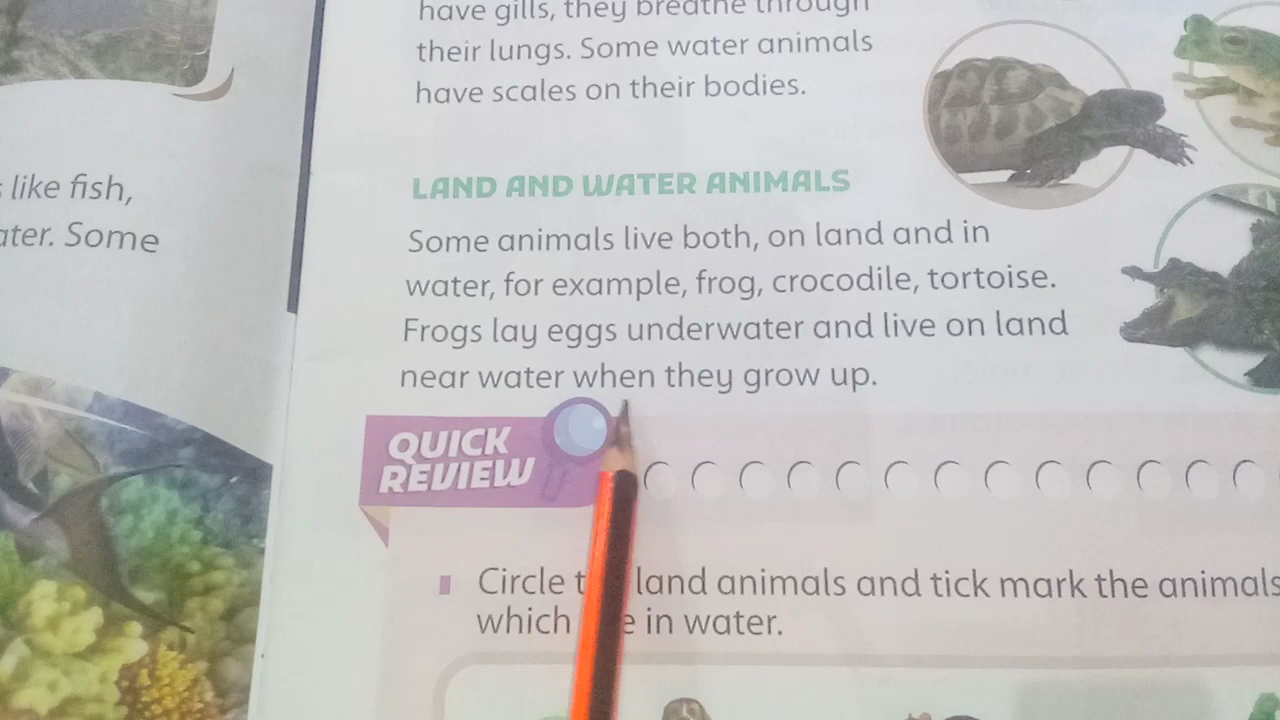 like fish,
Some
have gills, they breathe through
their lungs. Some water animals
have scales on their bodies.
LAND AND WATER ANIMALS
Some animals live both, on land and in
water, for example, frog, crocodile, tortoise.
Frogs lay eggs underwater and live on land
near water when they grow up.
QUICK
REVIEW
Circle land animals and tick mark the animals
which in water.